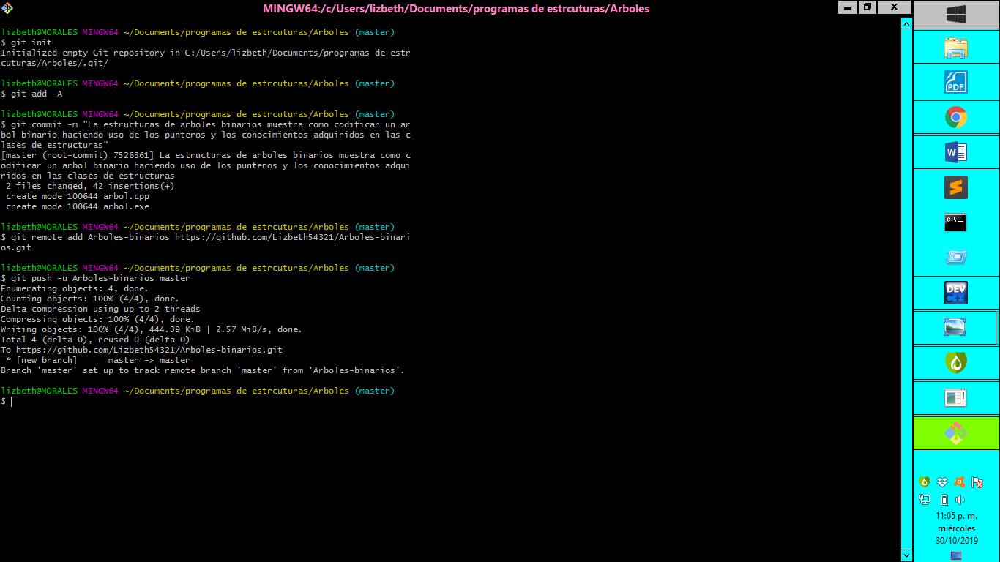 MINGW64:/c/Users/lizbeth/Documents/programas de estrcuturas/Arboles
lizbeth@MORALES MINGW64 ~/Documents/programas de estrcuturas/Arboles (master)
$ git init
Initialized empty Git repository in C:/Users/lizbeth/Documents/programas de estr
cuturas/Arboles/.git/
lizbeth@MORALES MINGW64 ~/Documents/programas de estrcuturas/Arboles (master)
$ git add -A
lizbeth@MORALES MINGW64 ~/Documents/programas de estrcuturas/Arboles (master)
$ git commit -m "La estructuras de arboles binarios muestra como codificar un ar
bol binario haciendo uso de los punteros y los conocimientos adquiridos en las c
lases de estructuras"
[master (root-commit) 7526361] La estructuras de arboles binarios muestra como c
odificar un arbol binario haciendo uso de los punteros y los conocimientos adqui
ridos en las clases de estructuras
 2 files changed, 42 insertions(+)
 create mode 100644 arbol.cpp
 create mode 100644 arbol.exe
lizbeth@MORALES MINGW64 ~/Documents/programas de estrcuturas/Arboles (master)
$ git remote add Arboles-binarios https://github.com/Lizbeth54321/Arboles-binari
os.git
lizbeth@MORALES MINGW64 ~/Documents/programas de estrcuturas/Arboles (master)
$ git push -u Arboles-binarios master
Enumerating objects: 4, done.
Counting objects: 100% (4/4), done.
Delta compression using up to 2 threads
Compressing objects: 100% (4/4), done.
Writing objects: 100% (4/4), 444.39 KiB | 2.57 MiB/s, done.
Total 4 (delta 0), reused 0 (delta 0)
To https://github.com/Lizbeth54321/Arboles-binarios.git
 * [new branch]      master -> master
Branch 'master' set up to track remote branch 'master' from 'Arboles-binarios'.
lizbeth@MORALES MINGW64 ~/Documents/programas de estrcuturas/Arboles (master)
$
PDF
W
C:\
DEV
C++
11:05 p. m.
miércoles
30/10/2019